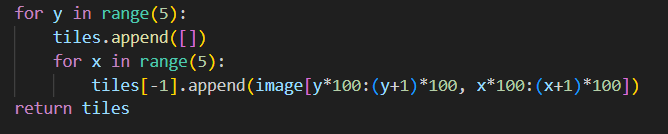 for y in range(5):
    tiles.append([])
    for x in range(5):
        tiles[-1].append(image[y*100:(y+1)*100, x*100:(x+1)*100])
return tiles